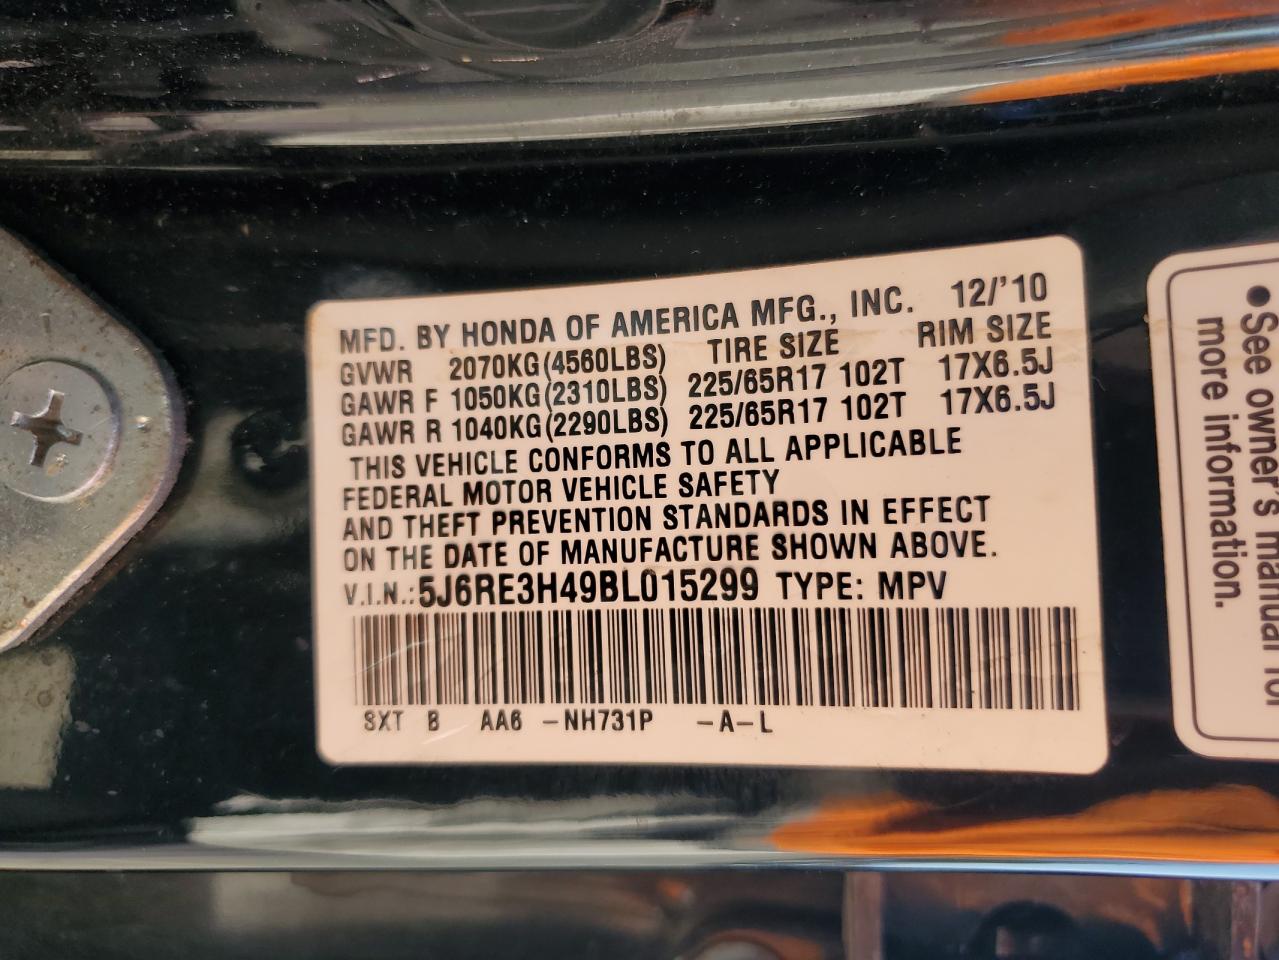 MFD. BY HONDA OF AMERICA MFG., INC. 12/'10
GVWR 2070KG(4560LBS) TIRE SIZE RIM SIZE
GAWR F 1050KG(2310LBS) 225/65R17 102T 17X6.5J
GAWR R 1040KG(2290LBS) 225/65R17 102T 17X6.5J
THIS VEHICLE CONFORMS TO ALL APPLICABLE
FEDERAL MOTOR VEHICLE SAFETY
AND THEFT PREVENTION STANDARDS IN EFFECT
ON THE DATE OF MANUFACTURE SHOWN ABOVE.
V.I.N.:5J6RE3H49BL015299 TYPE: MPV
SXT B AA6 -NH731P -A-L
•See owner's manual for
more information.